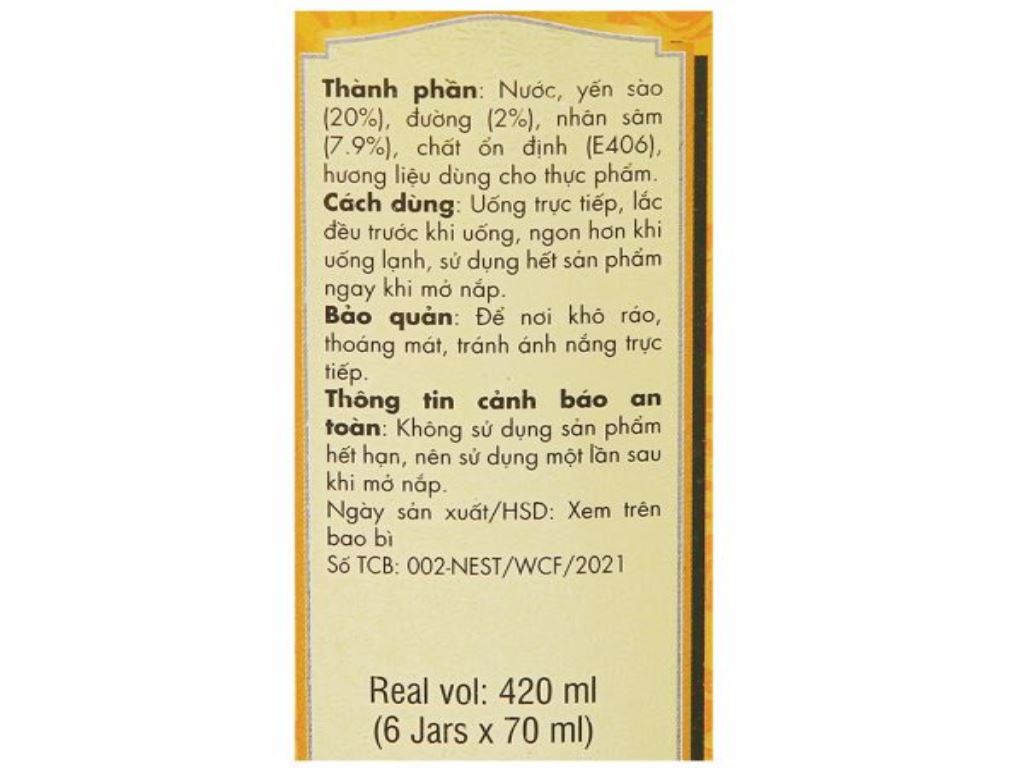 Thành phần: Nước, yến sào
(20%), đường (2%), nhân sâm
(7.9%), chất ổn định (E406),
hương liệu dùng cho thực phẩm.
Cách dùng: Uống trực tiếp, lắc
đều trước khi uống, ngon hơn khi
uống lạnh, sử dụng hết sản phẩm
ngay khi mở nắp.
Bảo quản: Để nơi khô ráo,
thoáng mát, tránh ánh nắng trực
tiếp.
Thông tin cảnh báo an
toàn: Không sử dụng sản phẩm
hết hạn, nên sử dụng một lần sau
khi mở nắp.
Ngày sản xuất/HSD: Xem trên
bao bì
Số TCB: 002-NEST/WCF/2021
Real vol: 420 ml
(6 Jars x 70 ml)